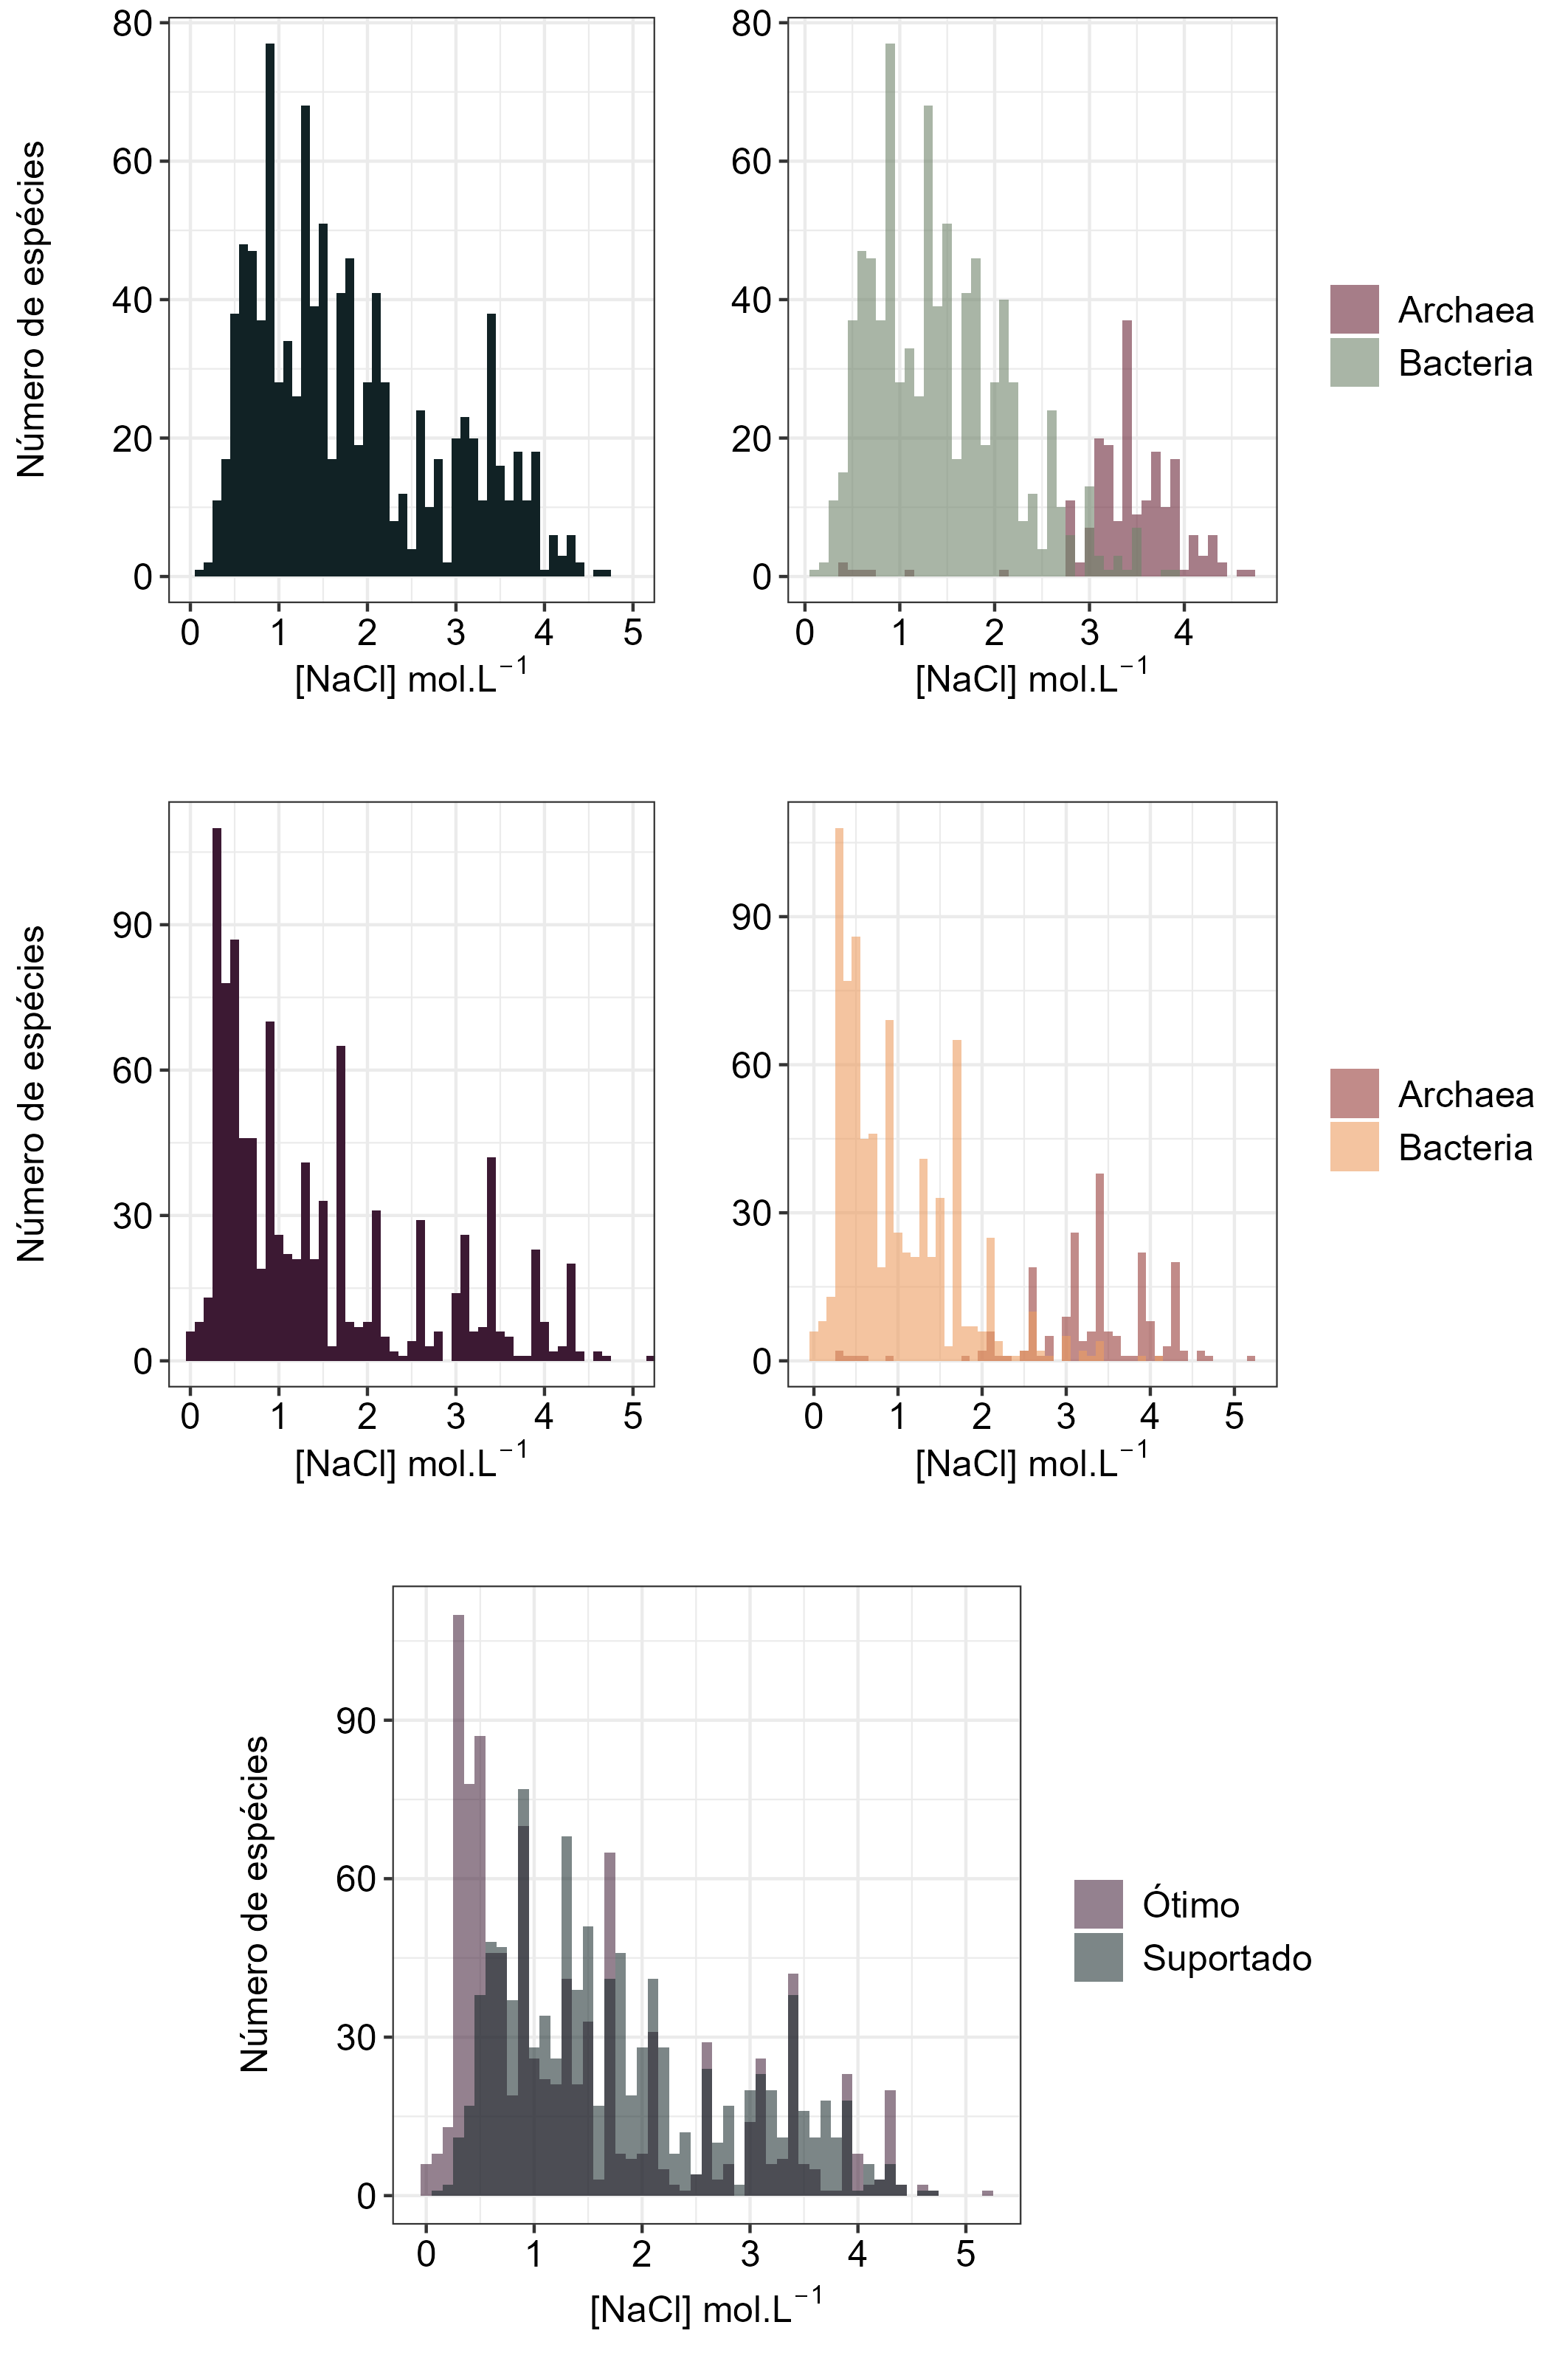 Número de espécies
80
60
40
20
0
0 1 2 3 4 5
[NaCl] mol.L⁻¹
80
60
40
20
0
0 1 2 3 4
[NaCl] mol.L⁻¹
Archaea
Bacteria
Número de espécies
90
60
30
0
0 1 2 3 4 5
[NaCl] mol.L⁻¹
90
60
30
0
0 1 2 3 4 5
[NaCl] mol.L⁻¹
Archaea
Bacteria
Número de espécies
90
60
30
0
0 1 2 3 4 5
[NaCl] mol.L⁻¹
Ótimo
Suportado